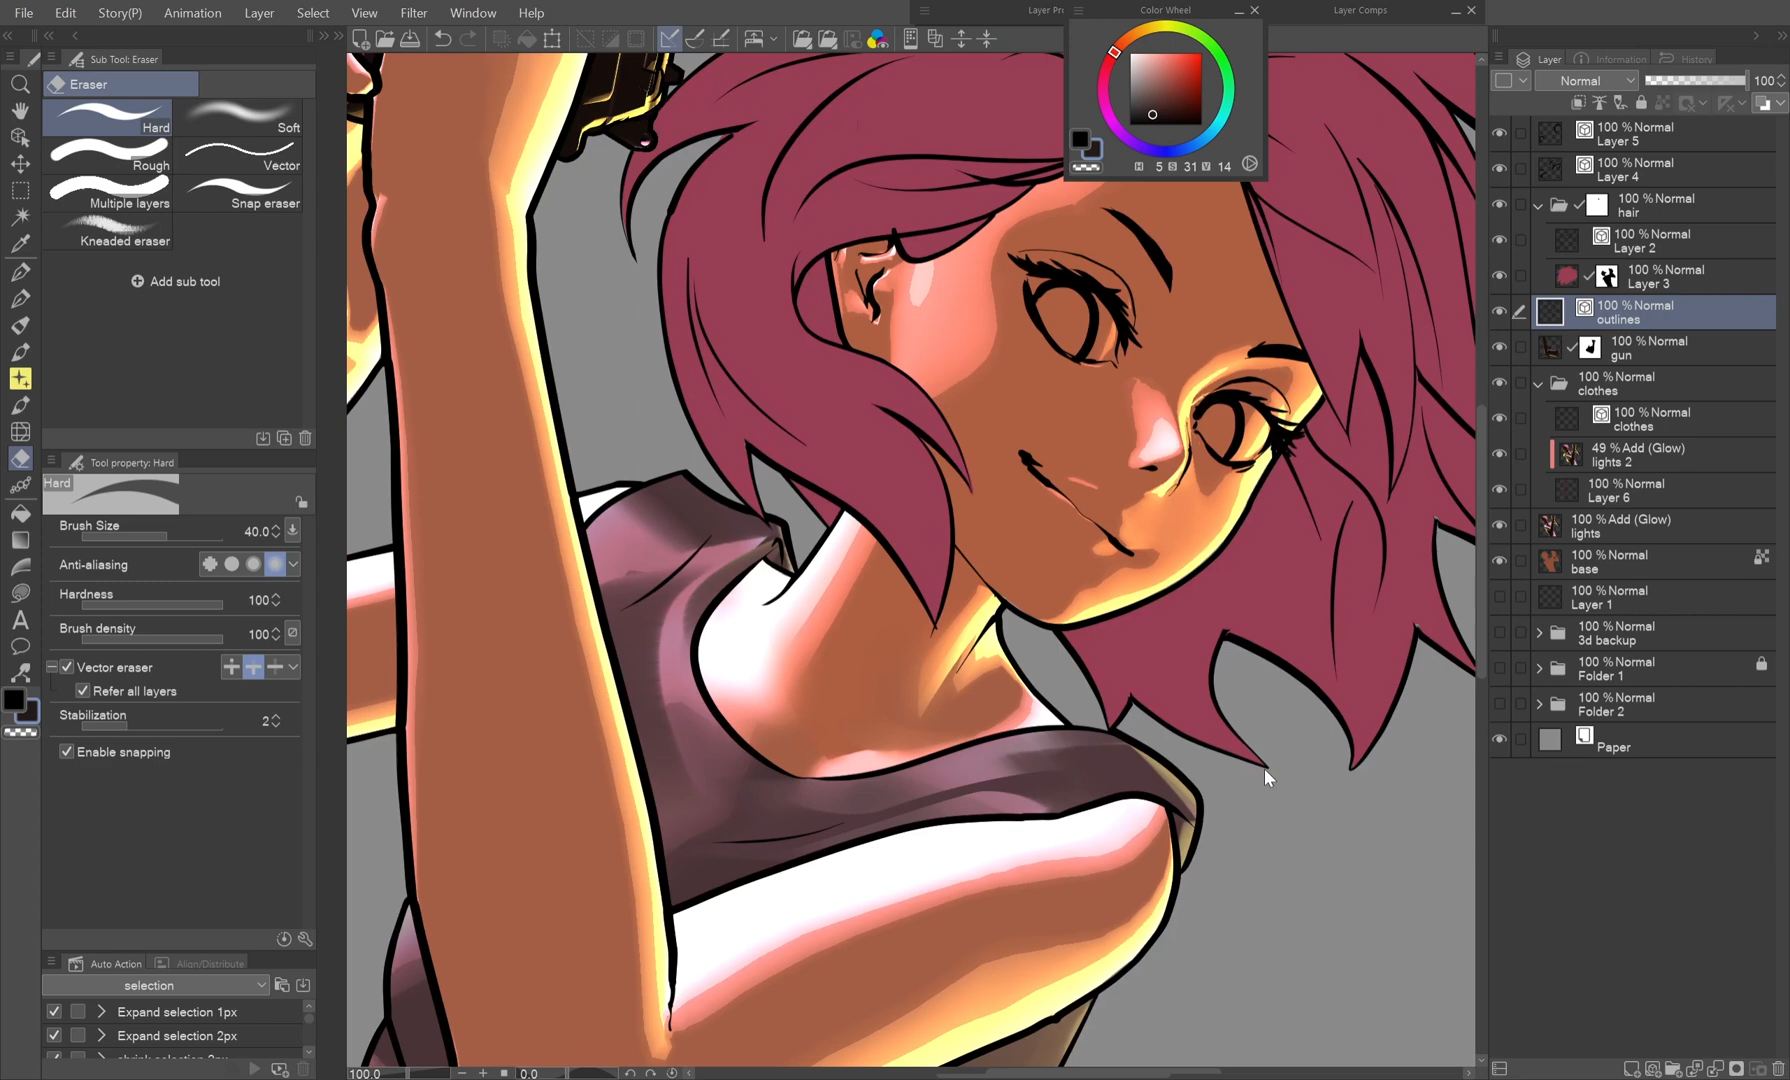 File Edit Story(P) Animation Layer Select View Filter Window Help
Color Wheel
Layer Comps
Sub Tool: Eraser
Eraser
Hard Soft
Rough Vector
Multiple layers Snap eraser
Kneaded eraser
Add sub tool
Tool property: Hard
Hard
Brush Size 40.0
Anti-aliasing
Hardness 100
Brush density 100
Vector eraser
Refer all layers
Stabilization 2
Enable snapping
Auto Action Align/Distribute
selection
Expand selection 1px
Expand selection 2px
100.0 0.0
H 5 S 31 V 14
Layer Information History
Normal 100
100 % Normal
Layer 5
100 % Normal
Layer 4
100 % Normal
hair
100 % Normal
Layer 2
100 % Normal
Layer 3
100 % Normal
outlines
100 % Normal
gun
100 % Normal
clothes
100 % Normal
clothes
49 % Add (Glow)
lights 2
100 % Normal
Layer 6
100 % Add (Glow)
lights
100 % Normal
base
100 % Normal
Layer 1
100 % Normal
3d backup
100 % Normal
Folder 1
100 % Normal
Folder 2
Paper